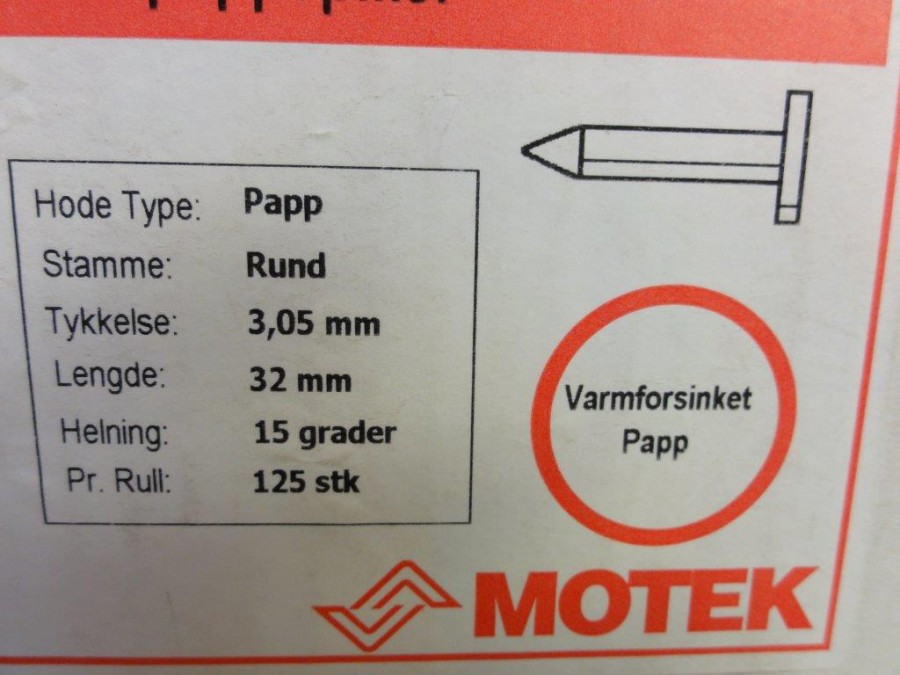 Hode Type: Papp
Stamme: Rund
Tykkelse: 3,05 mm
Lengde: 32 mm
Helning: 15 grader
Pr. Rull: 125 stk
Varmforsinket
Papp
MOTEK